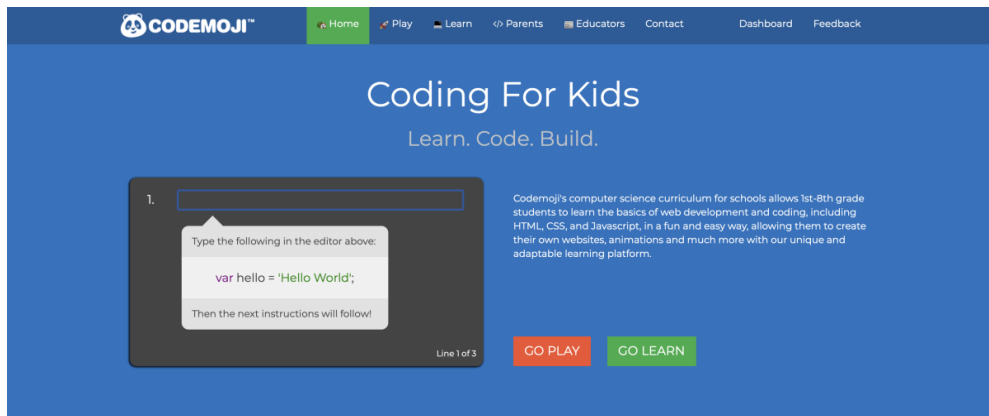 CODEMOJI™
Home
Play
Learn
</> Parents
Educators
Contact
Dashboard
Feedback
Coding For Kids
Learn. Code. Build.
1.
Type the following in the editor above:
var hello = 'Hello World';
Then the next instructions will follow!
Line 1 of 3
Codemoji's computer science curriculum for schools allows 1st-8th grade
students to learn the basics of web development and coding, including
HTML, CSS, and Javascript, in a fun and easy way, allowing them to create
their own websites, animations and much more with our unique and
adaptable learning platform.
GO PLAY
GO LEARN